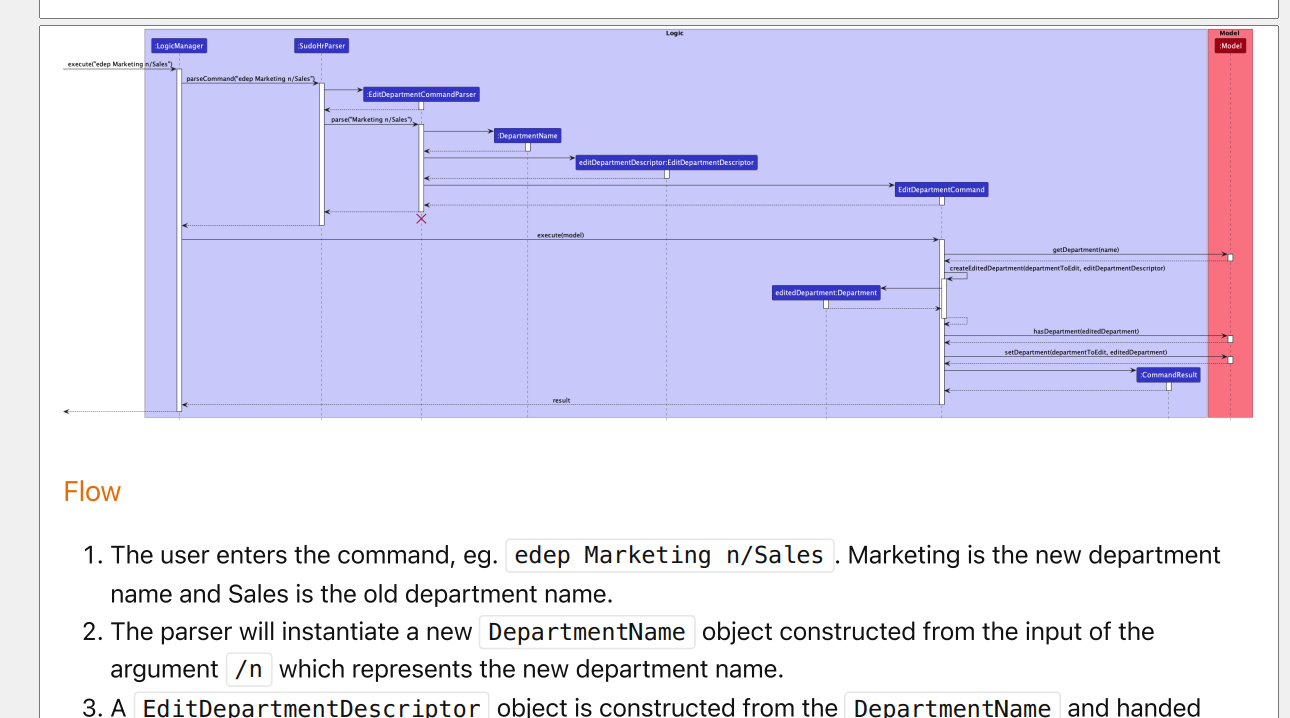 Logic
Model
:LogicManager
:SudoHrParser
:Model
execute("edep Marketing n/Sales")
parseCommand("edep Marketing n/Sales")
:EditDepartmentCommandParser
parse("Marketing n/Sales")
:DepartmentName
editDepartmentDescriptor:EditDepartmentDescriptor
EditDepartmentCommand
execute(model)
getDepartment(name)
createEditedDepartment(departmentToEdit, editDepartmentDescriptor)
editedDepartment:Department
hasDepartment(editedDepartment)
setDepartment(departmentToEdit, editedDepartment)
:CommandResult
result
Flow
1. The user enters the command, eg. edep Marketing n/Sales . Marketing is the new department
name and Sales is the old department name.
2. The parser will instantiate a new DepartmentName object constructed from the input of the
argument /n which represents the new department name.
3. A EditDepartmentDescriptor object is constructed from the DepartmentName and handed